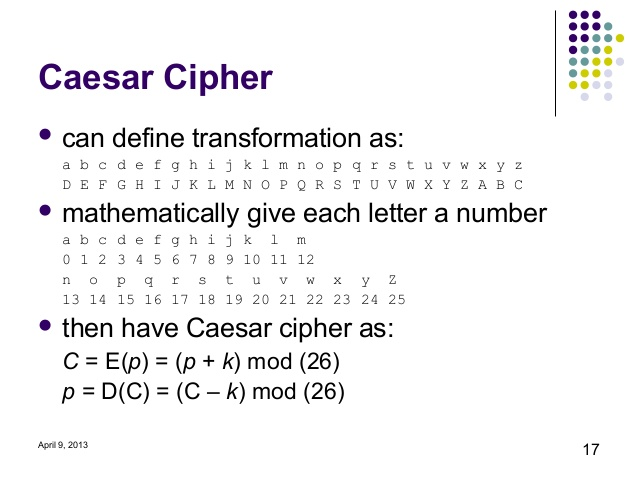 Caesar Cipher
can define transformation as:
a b c d e f g h i j k l m n o p q r s t u v w x y z
D E F G H I J K L M N O P Q R S T U V W X Y Z A B C
mathematically give each letter a number
a b c d e f g h i j k l m
0 1 2 3 4 5 6 7 8 9 10 11 12
n o p q r s t u v w x y Z
13 14 15 16 17 18 19 20 21 22 23 24 25
then have Caesar cipher as:
C = E(p) = (p + k) mod (26)
p = D(C) = (C – k) mod (26)
April 9, 2013
17